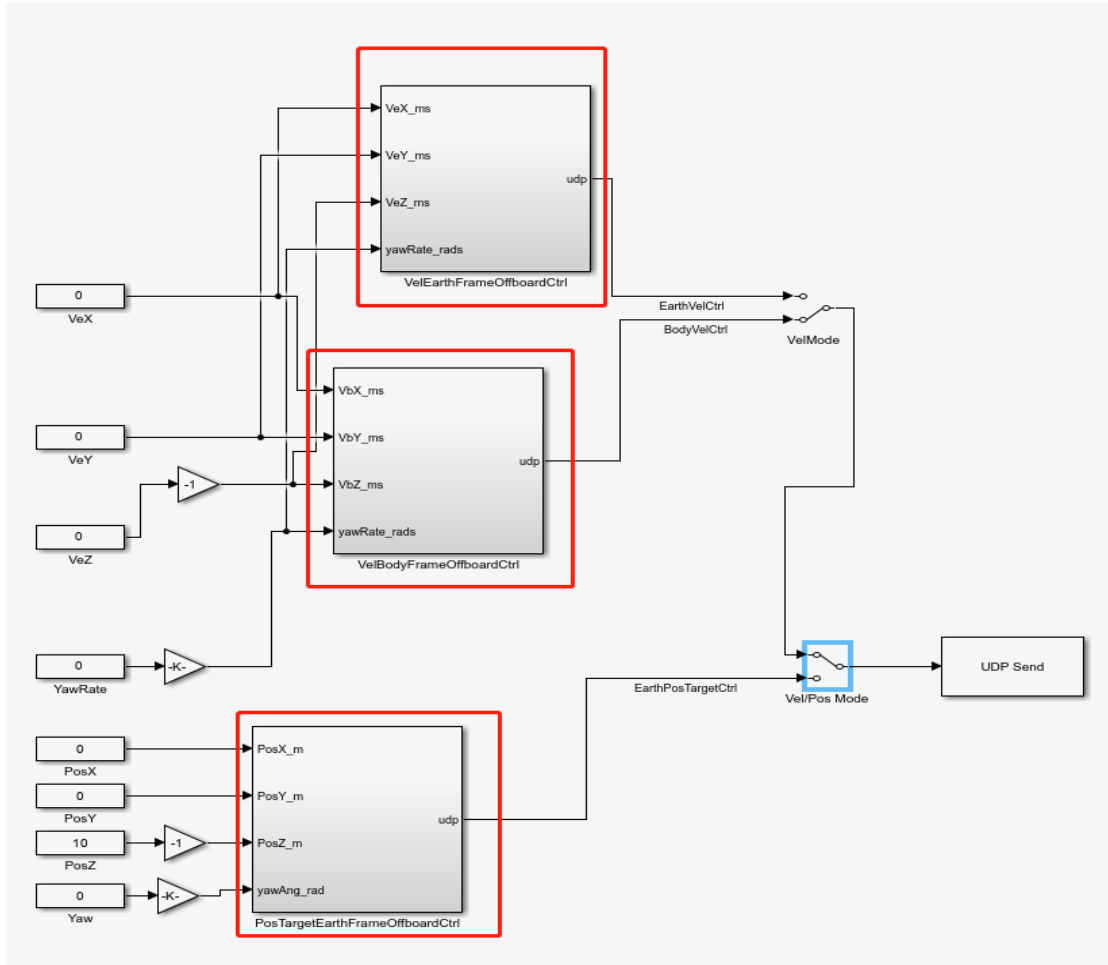 VeX_ms
VeY_ms
udp
VeZ_ms
yawRate_rads
VelEarthFrameOffboardCtrl
0
VeX
EarthVelCtrl
BodyVelCtrl
VelMode
VbX_ms
0
VbY_ms
VeY
udp
-1
VbZ_ms
0
yawRate_rads
VeZ
VelBodyFrameOffboardCtrl
0
-K-
YawRate
UDP Send
EarthPosTargetCtrl
Vel/Pos Mode
0
PosX_m
PosX
0
PosY_m
PosY
udp
10
-1
PosZ_m
PosZ
0
-K-
yawAng_rad
Yaw
PosTargetEarthFrameOffboardCtrl